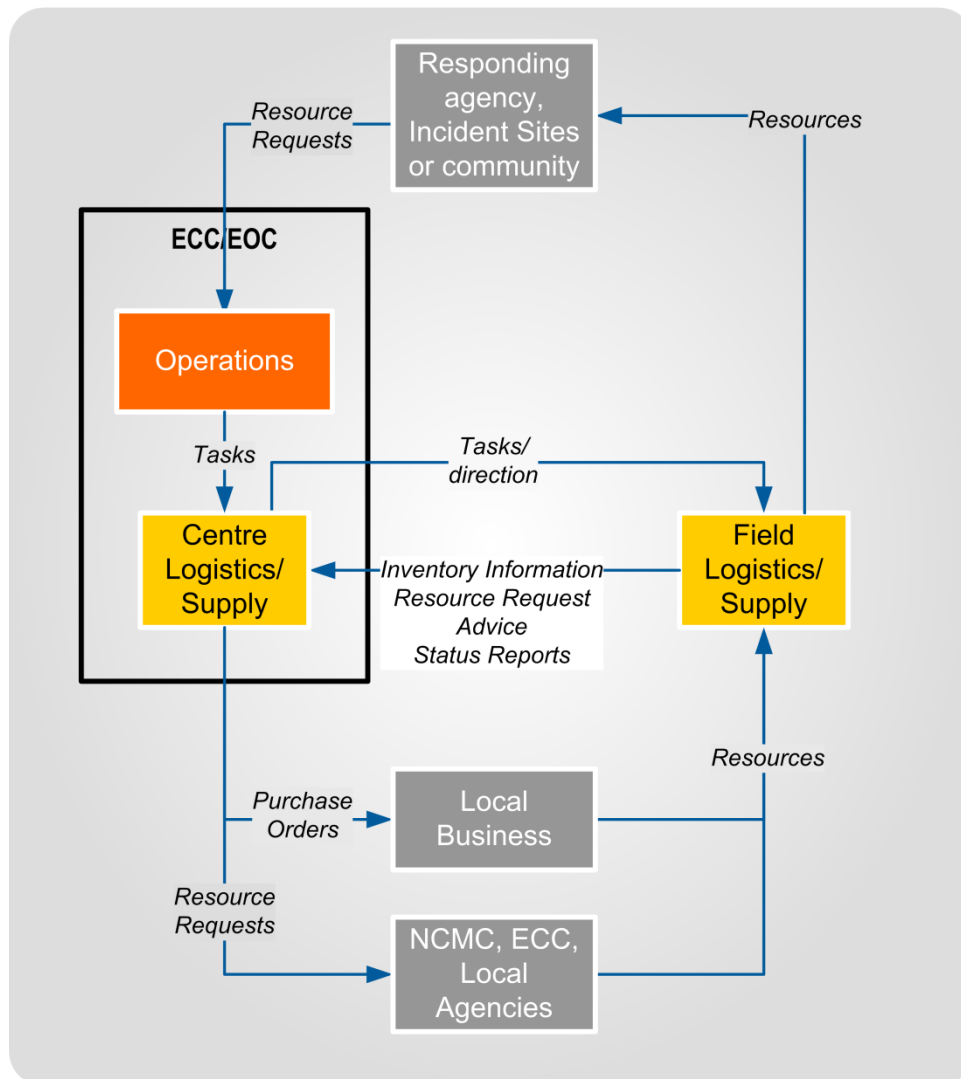 Responding
agency,
Incident Sites
or community
Resource
Requests
Resources
ECC/EOC
Operations
Tasks
Tasks/
direction
Centre
Logistics/
Supply
Inventory Information
Resource Request
Advice
Status Reports
Field
Logistics/
Supply
Resources
Purchase
Orders
Local
Business
Resource
Requests
NCMC, ECC,
Local
Agencies